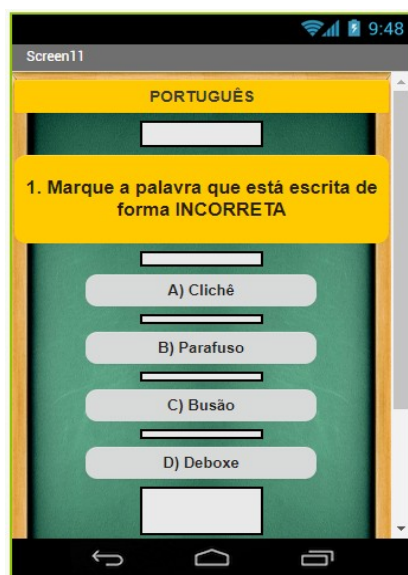 9:48
Screen11
PORTUGUÊS
1. Marque a palavra que está escrita de
forma INCORRETA
A) Clichê
B) Parafuso
C) Busão
D) Deboxe